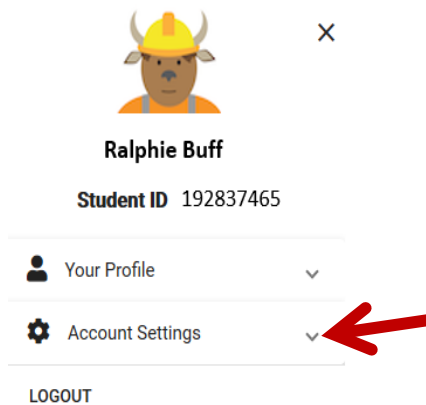 Ralphie Buff
Student ID 192837465
Your Profile
Account Settings
LOGOUT